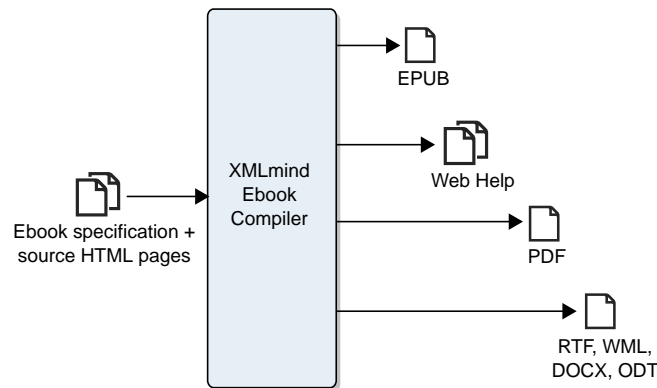 EPUB
XMLmind
Ebook
Compiler
Web Help
Ebook specification +
source HTML pages
PDF
RTF, WML,
DOCX, ODT